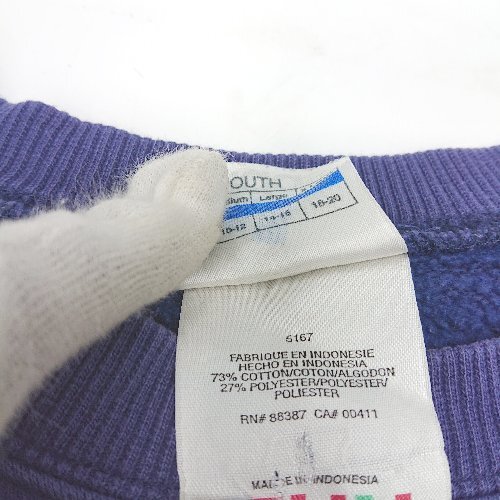 OUTH
Large
10-12 14-16 18-20
5167
FABRIQUE EN INDONESIE
HECHO EN INDONESIA
73% COTTON/COTON/ALGODON
27% POLYESTER/POLYESTER/
POLIESTER
RN# 88387 CA# 00411
MADE IN INDONESIA